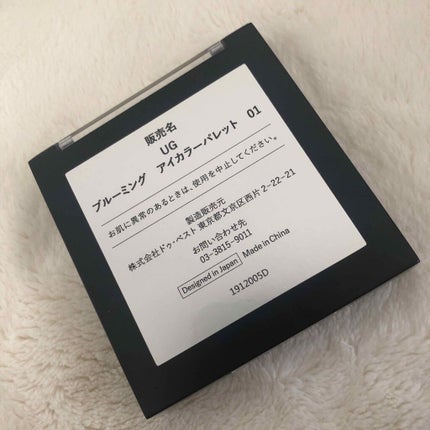 販売名
UG
ブルーミング アイカラーパレット 01
お肌に異常のあるときは、使用を中止してください。
製造販売元
株式会社ドゥ・ベスト 東京都文京区西片2-22-21
お問い合わせ先
03-3815-9011
Designed in Japan Made in China
1912005D